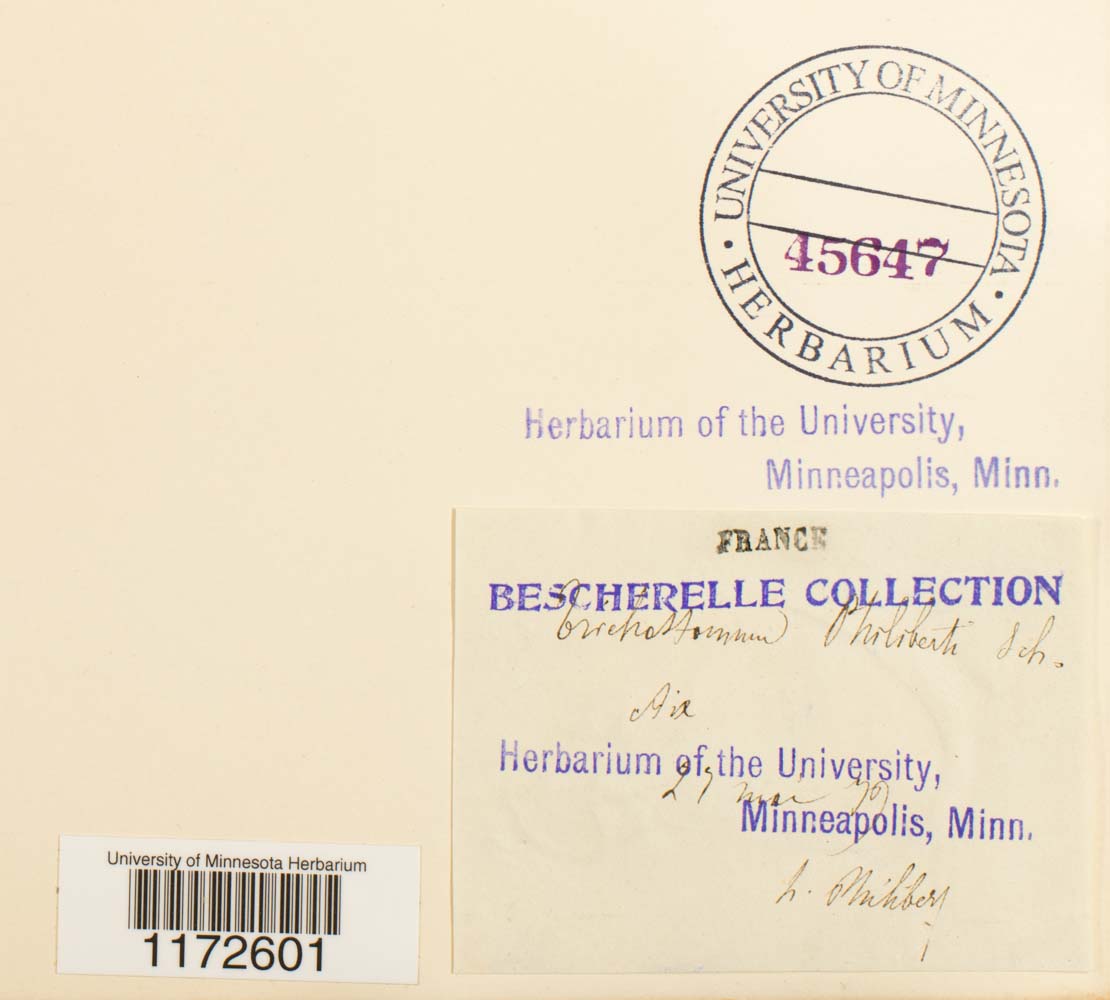 · UNIVERSITY OF MINNESOTA · HERBARIUM
45647
Herbarium of the University,
Minneapolis, Minn.
FRANCE
BESCHERELLE COLLECTION
Trichostomum Philiberti Sch.
Aix
Herbarium of the University,
27 mai
Minneapolis, Minn.
h. Philibert
University of Minnesota Herbarium
1172601